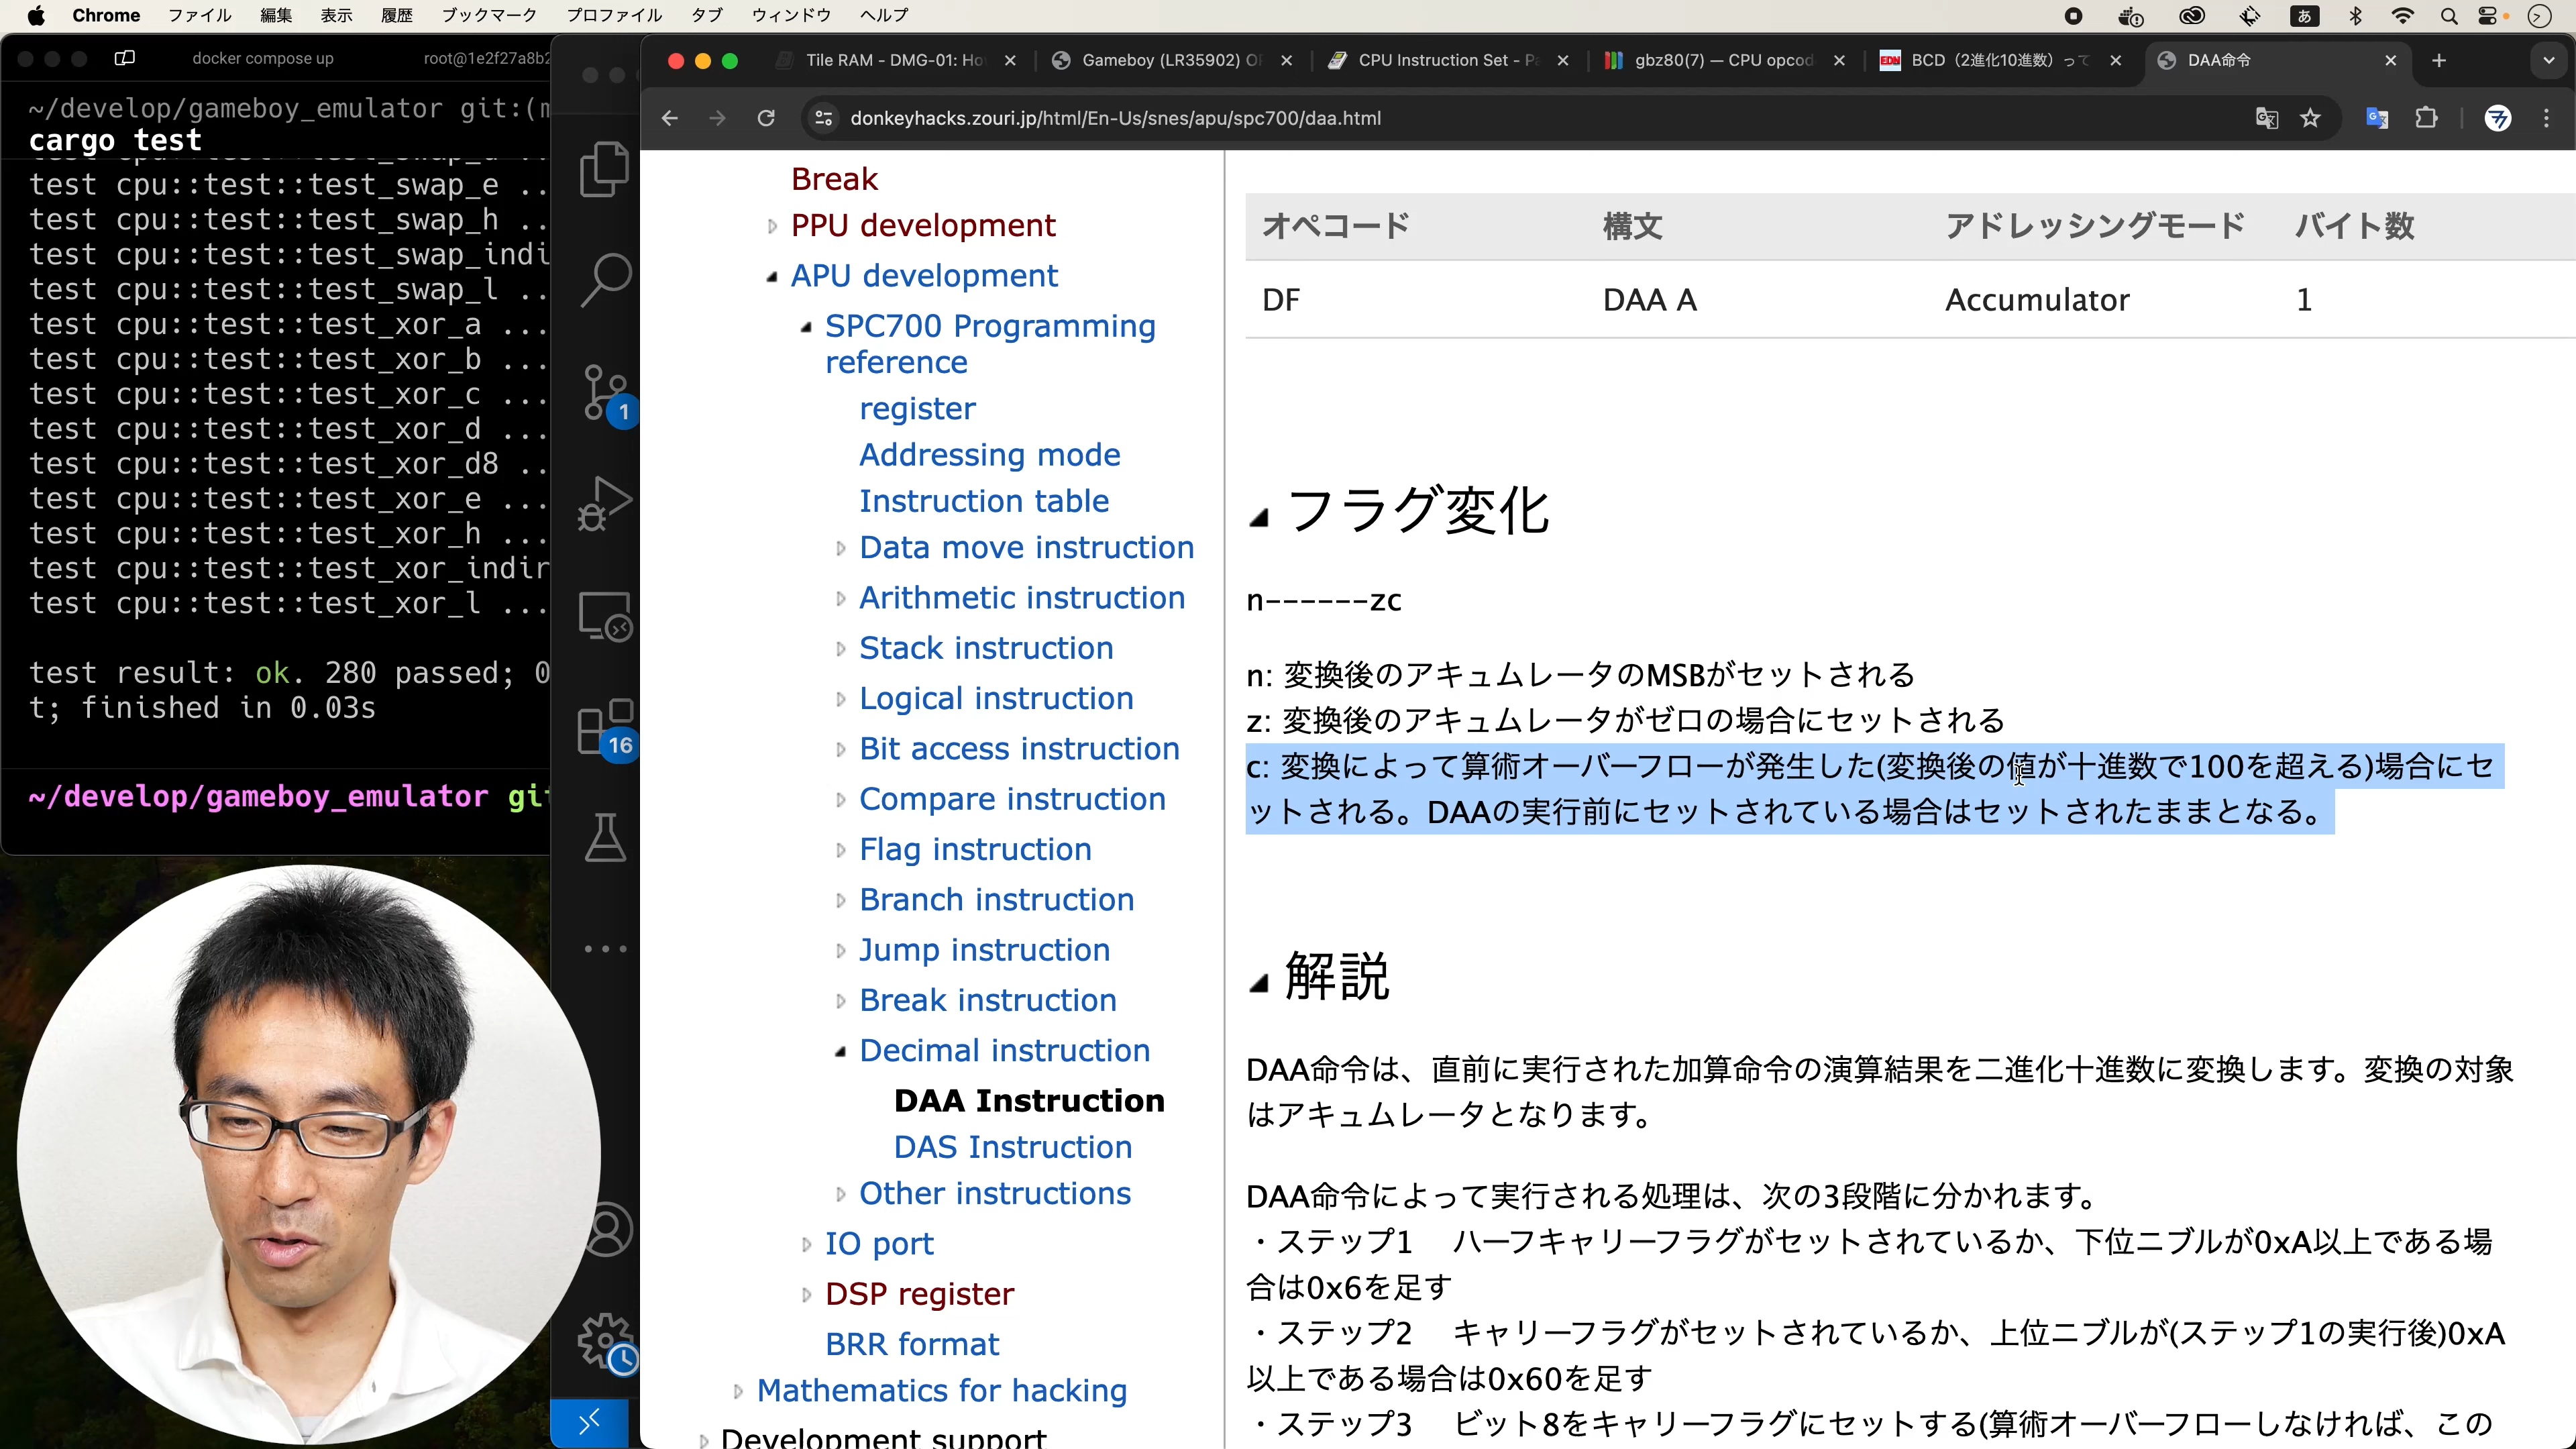 Chrome ファイル 編集 表示 履歴 ブックマーク プロファイル タブ ウィンドウ ヘルプ あ
docker compose up root@1e2f27a8b2
~/develop/gameboy_emulator git:(m
cargo test
test cpu::test::test_swap_e ..
test cpu::test::test_swap_h ..
test cpu::test::test_swap_indi
test cpu::test::test_swap_l ..
test cpu::test::test_xor_a ...
test cpu::test::test_xor_b ...
test cpu::test::test_xor_c ...
test cpu::test::test_xor_d ...
test cpu::test::test_xor_d8 ..
test cpu::test::test_xor_e ...
test cpu::test::test_xor_h ...
test cpu::test::test_xor_indir
test cpu::test::test_xor_l ...
test result: ok. 280 passed; 0
t; finished in 0.03s
~/develop/gameboy_emulator git
1
16
Tile RAM - DMG-01: Ho
Gameboy (LR35902) O
CPU Instruction Set - P
gbz80(7) — CPU opcod
EDN BCD（2進化10進数）って
DAA命令
donkeyhacks.zouri.jp/html/En-Us/snes/apu/spc700/daa.html
Break
PPU development
APU development
SPC700 Programming
reference
register
Addressing mode
Instruction table
Data move instruction
Arithmetic instruction
Stack instruction
Logical instruction
Bit access instruction
Compare instruction
Flag instruction
Branch instruction
Jump instruction
Break instruction
Decimal instruction
DAA Instruction
DAS Instruction
Other instructions
IO port
DSP register
BRR format
Mathematics for hacking
Development support
オペコード 構文 アドレッシングモード バイト数
DF DAA A Accumulator 1
フラグ変化
n------zc
n: 変換後のアキュムレータのMSBがセットされる
z: 変換後のアキュムレータがゼロの場合にセットされる
c: 変換によって算術オーバーフローが発生した(変換後の値が十進数で100を超える)場合にセ
ットされる。DAAの実行前にセットされている場合はセットされたままとなる。
解説
DAA命令は、直前に実行された加算命令の演算結果を二進化十進数に変換します。変換の対象
はアキュムレータとなります。
DAA命令によって実行される処理は、次の3段階に分かれます。
・ステップ1 ハーフキャリーフラグがセットされているか、下位ニブルが0xA以上である場
合は0x6を足す
・ステップ2 キャリーフラグがセットされているか、上位ニブルが(ステップ1の実行後)0xA
以上である場合は0x60を足す
・ステップ3 ビット8をキャリーフラグにセットする(算術オーバーフローしなければ、この